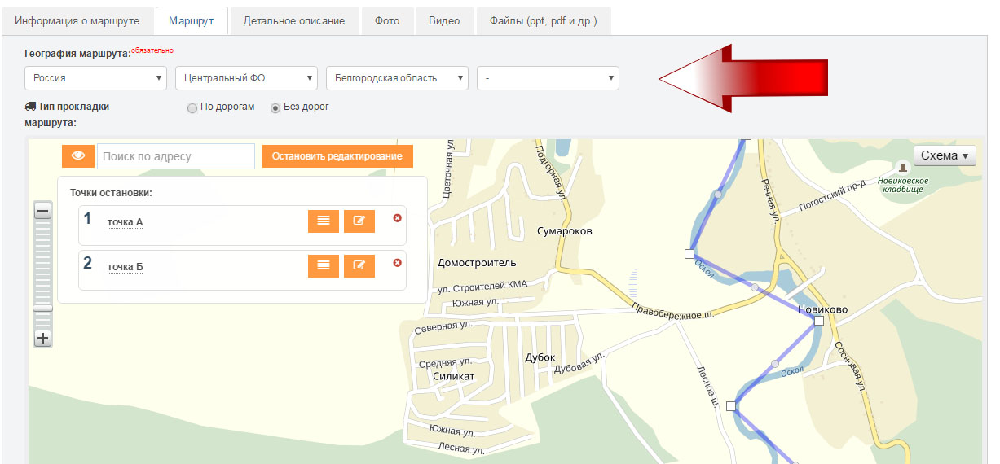 Информация о маршруте
Маршрут
Детальное описание
Фото
Видео
Файлы (ppt, pdf и др.)
География маршрута:обязательно
Россия
Центральный ФО
Белгородская область
-
Тип прокладки
маршрута:
По дорогам
Без дорог
Поиск по адресу
Остановить редактирование
Схема
Точки остановки:
1 точка А
2 точка Б
Цветочная ул
Подгорная ул.
Речная ул.
Погостский пр-д
Новиковское
кладбище
Сумароков
Домостроитель
Оскол
ул. Строителей КМА
Южная ул.
Правобережное ш.
Новиково
Северная ул.
Средняя ул.
Дубок
Дубовая ул.
Силикат
Лесное ш.
Оскол
Сосновая ул.
Южная ул.
Лесная ул.